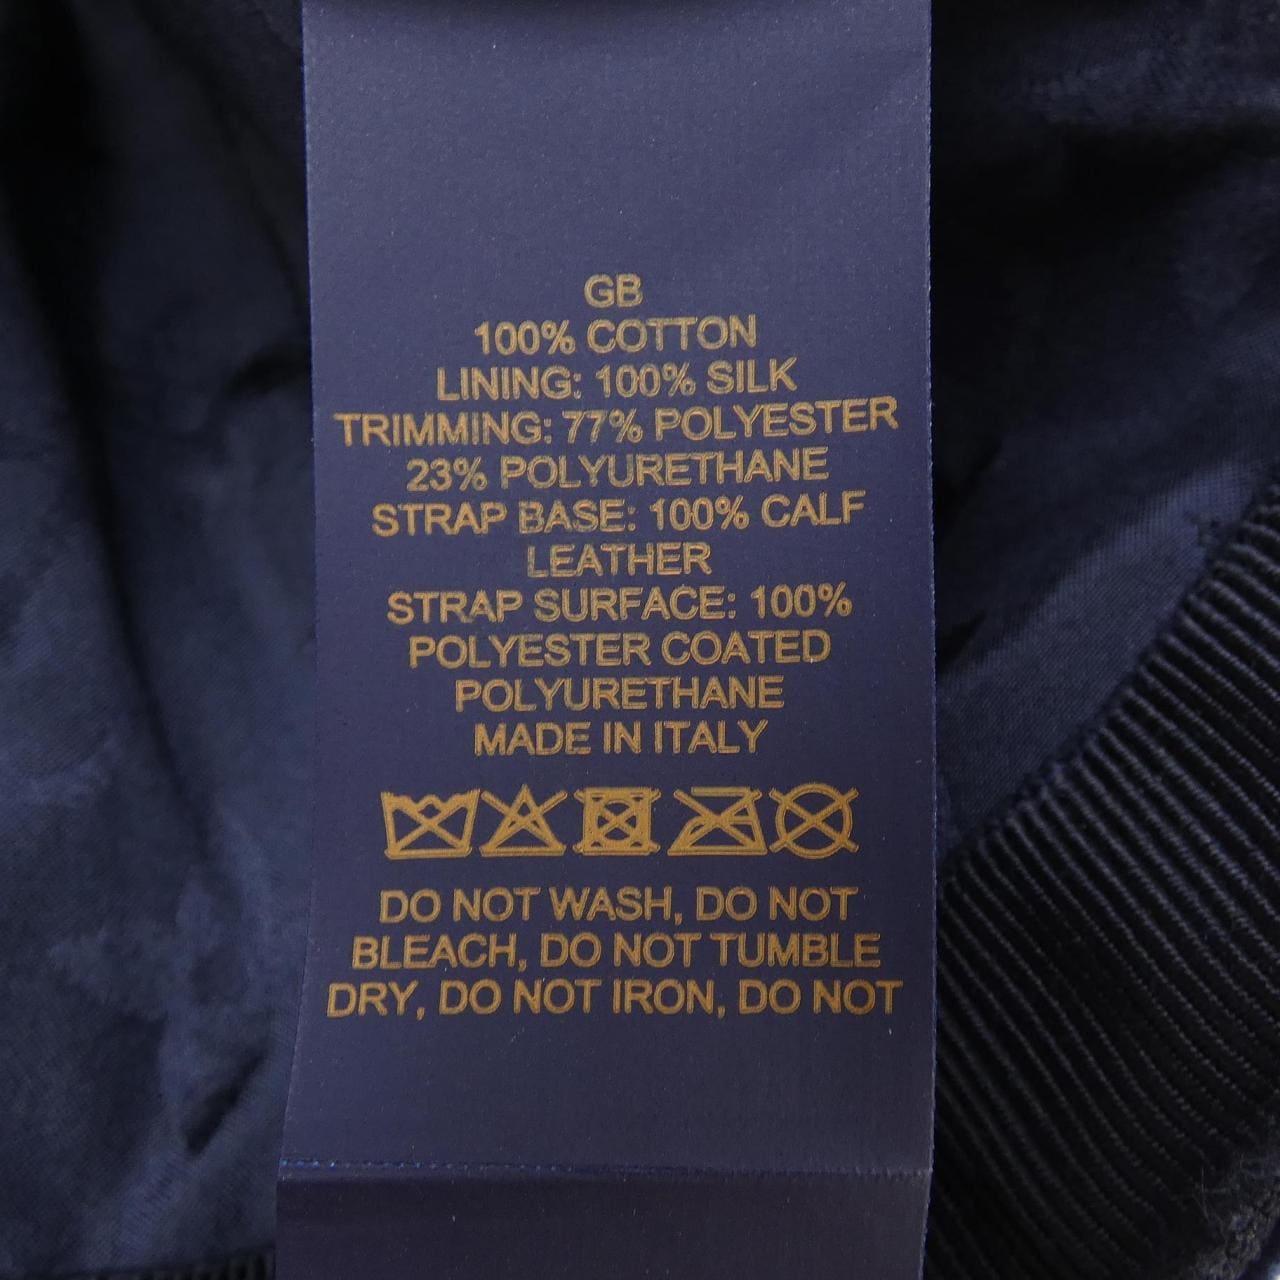 GB
100% COTTON
LINING: 100% SILK
TRIMMING: 77% POLYESTER
23% POLYURETHANE
STRAP BASE: 100% CALF
LEATHER
STRAP SURFACE: 100%
POLYESTER COATED
POLYURETHANE
MADE IN ITALY
DO NOT WASH, DO NOT
BLEACH, DO NOT TUMBLE
DRY, DO NOT IRON, DO NOT